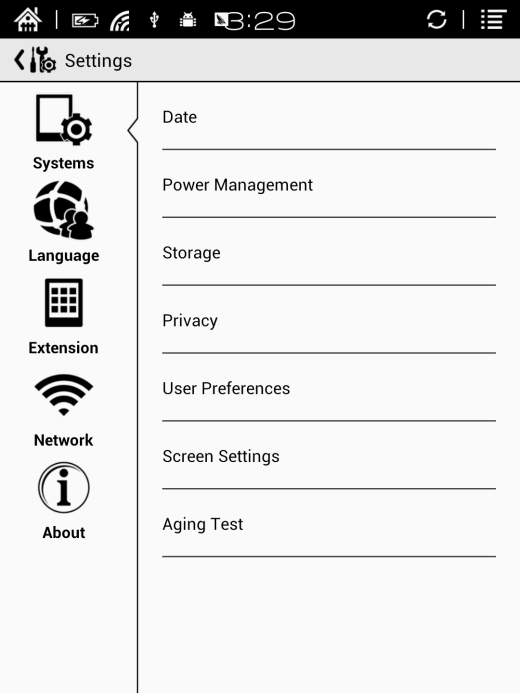 3:29
Settings
Systems
Language
Extension
Network
About
Date
Power Management
Storage
Privacy
User Preferences
Screen Settings
Aging Test